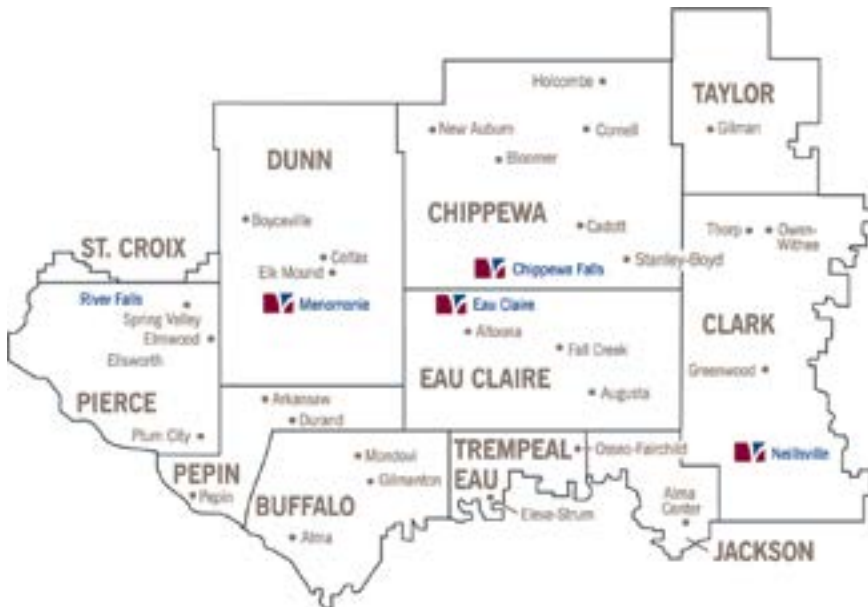 Holcombe
TAYLOR
New Auburn
Cornell
Gilman
DUNN
Bloomer
Boyceville
CHIPPEWA
Cadott
Thorp
Owen-
Withee
ST. CROIX
Colfax
Elk Mound
Chippewa Falls
Stanley-Boyd
River Falls
Menomonie
Eau Claire
Spring Valley
Elmwood
Altoona
CLARK
Ellsworth
Fall Creek
EAU CLAIRE
Greenwood
PIERCE
Arkansaw
Augusta
Durand
Plum City
TREMPEAL
EAU
Osseo-Fairchild
Neillsville
PEPIN
Mondovi
Pepin
BUFFALO
Gilmanton
Alma
Center
Eleva-Strum
Alma
JACKSON